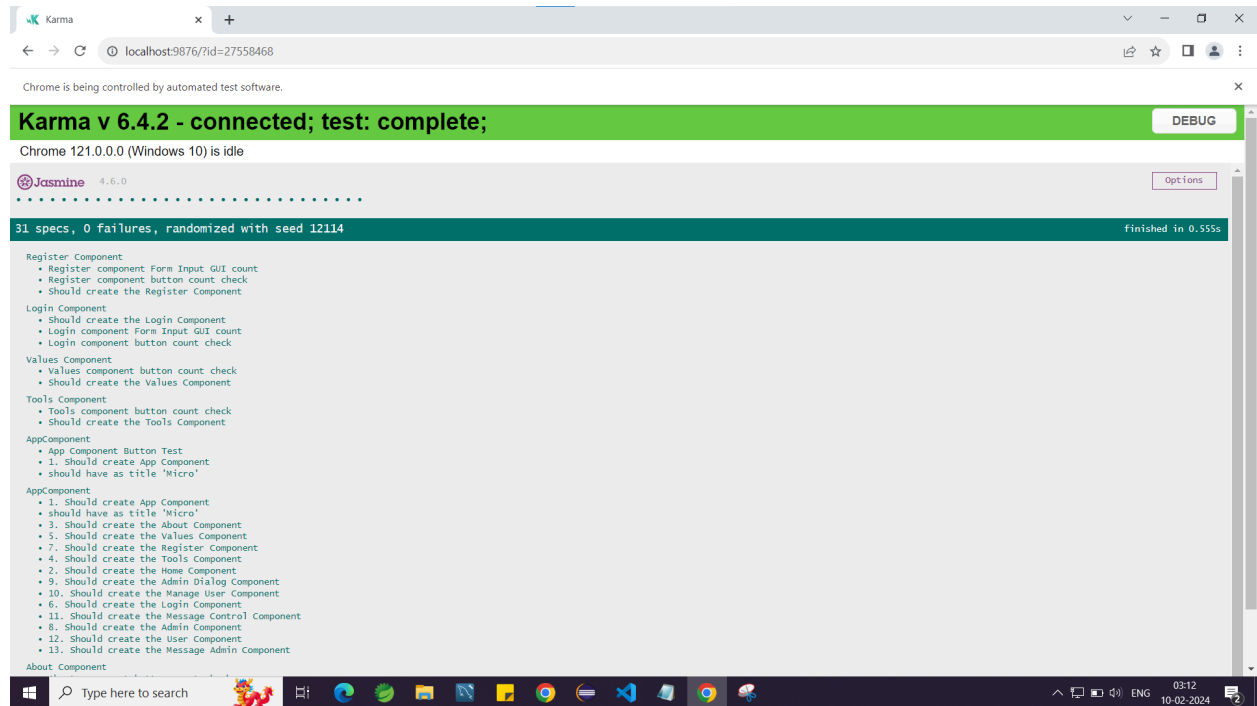 Karma
localhost:9876/?id=27558468
Chrome is being controlled by automated test software.
Karma v 6.4.2 - connected; test: complete;
DEBUG
Chrome 121.0.0.0 (Windows 10) is idle
Jasmine 4.6.0
Options
31 specs, 0 failures, randomized with seed 12114
finished in 0.555s
Register Component
• Register component Form Input GUI count
• Register component button count check
• Should create the Register Component
Login Component
• Should create the Login Component
• Login component Form Input GUI count
• Login component button count check
Values Component
• Values component button count check
• Should create the Values Component
Tools Component
• Tools component button count check
• Should create the Tools Component
AppComponent
• App Component Button Test
• 1. Should create App Component
• should have as title 'Micro'
AppComponent
• 1. Should create App Component
• should have as title 'Micro'
• 3. Should create the About Component
• 5. Should create the Values Component
• 7. Should create the Register Component
• 4. Should create the Tools Component
• 2. Should create the Home Component
• 9. Should create the Admin Dialog Component
• 10. Should create the Manage User Component
• 6. Should create the Login Component
• 11. Should create the Message Control Component
• 8. Should create the Admin Component
• 12. Should create the User Component
• 13. Should create the Message Admin Component
About Component
Type here to search
ENG
03:12
10-02-2024
2